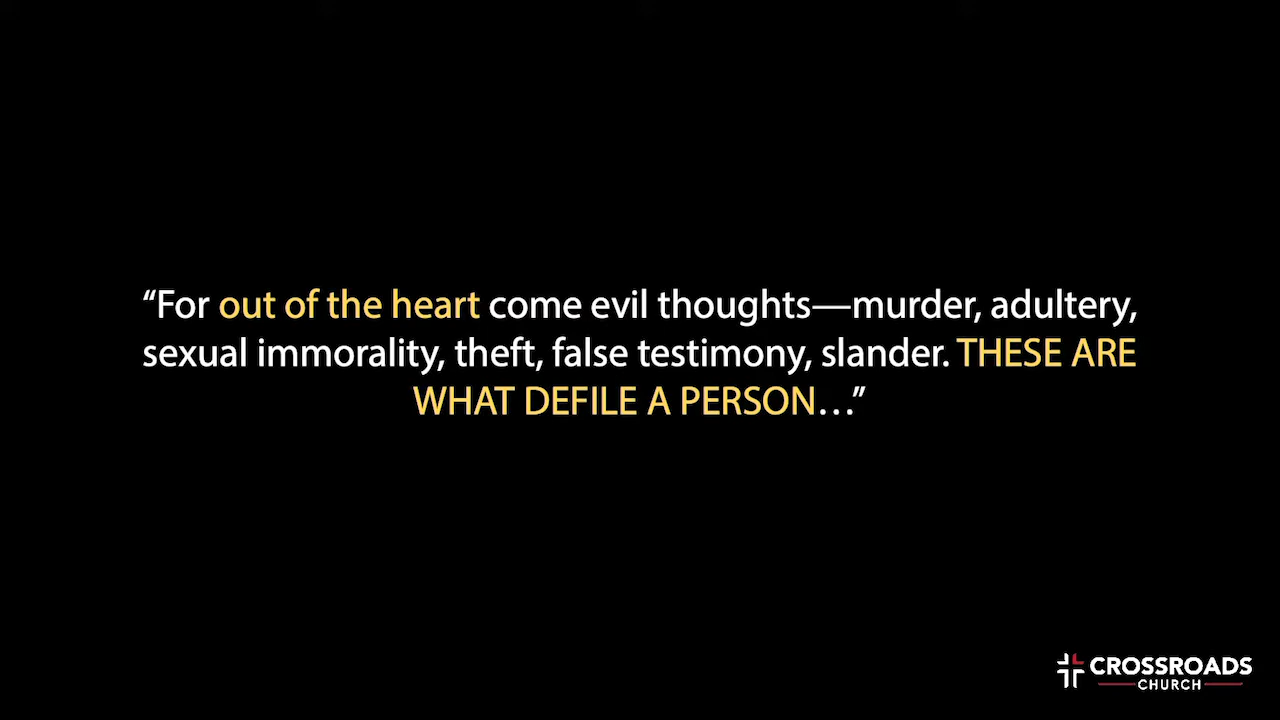 “For out of the heart come evil thoughts—murder, adultery,
sexual immorality, theft, false testimony, slander. THESE ARE
WHAT DEFILE A PERSON…”
CROSSROADS
CHURCH